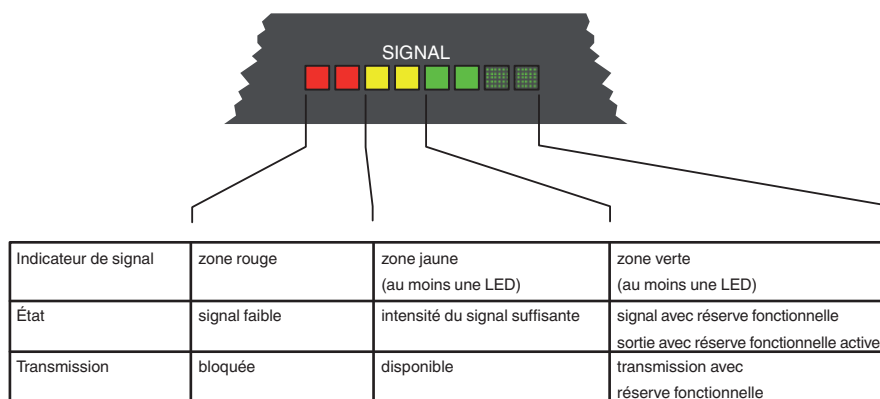 SIGNAL
Indicateur de signal
zone rouge
zone jaune
(au moins une LED)
zone verte
(au moins une LED)
État
signal faible
intensité du signal suffisante
signal avec réserve fonctionnelle
sortie avec réserve fonctionnelle active
Transmission
bloquée
disponible
transmission avec
réserve fonctionnelle